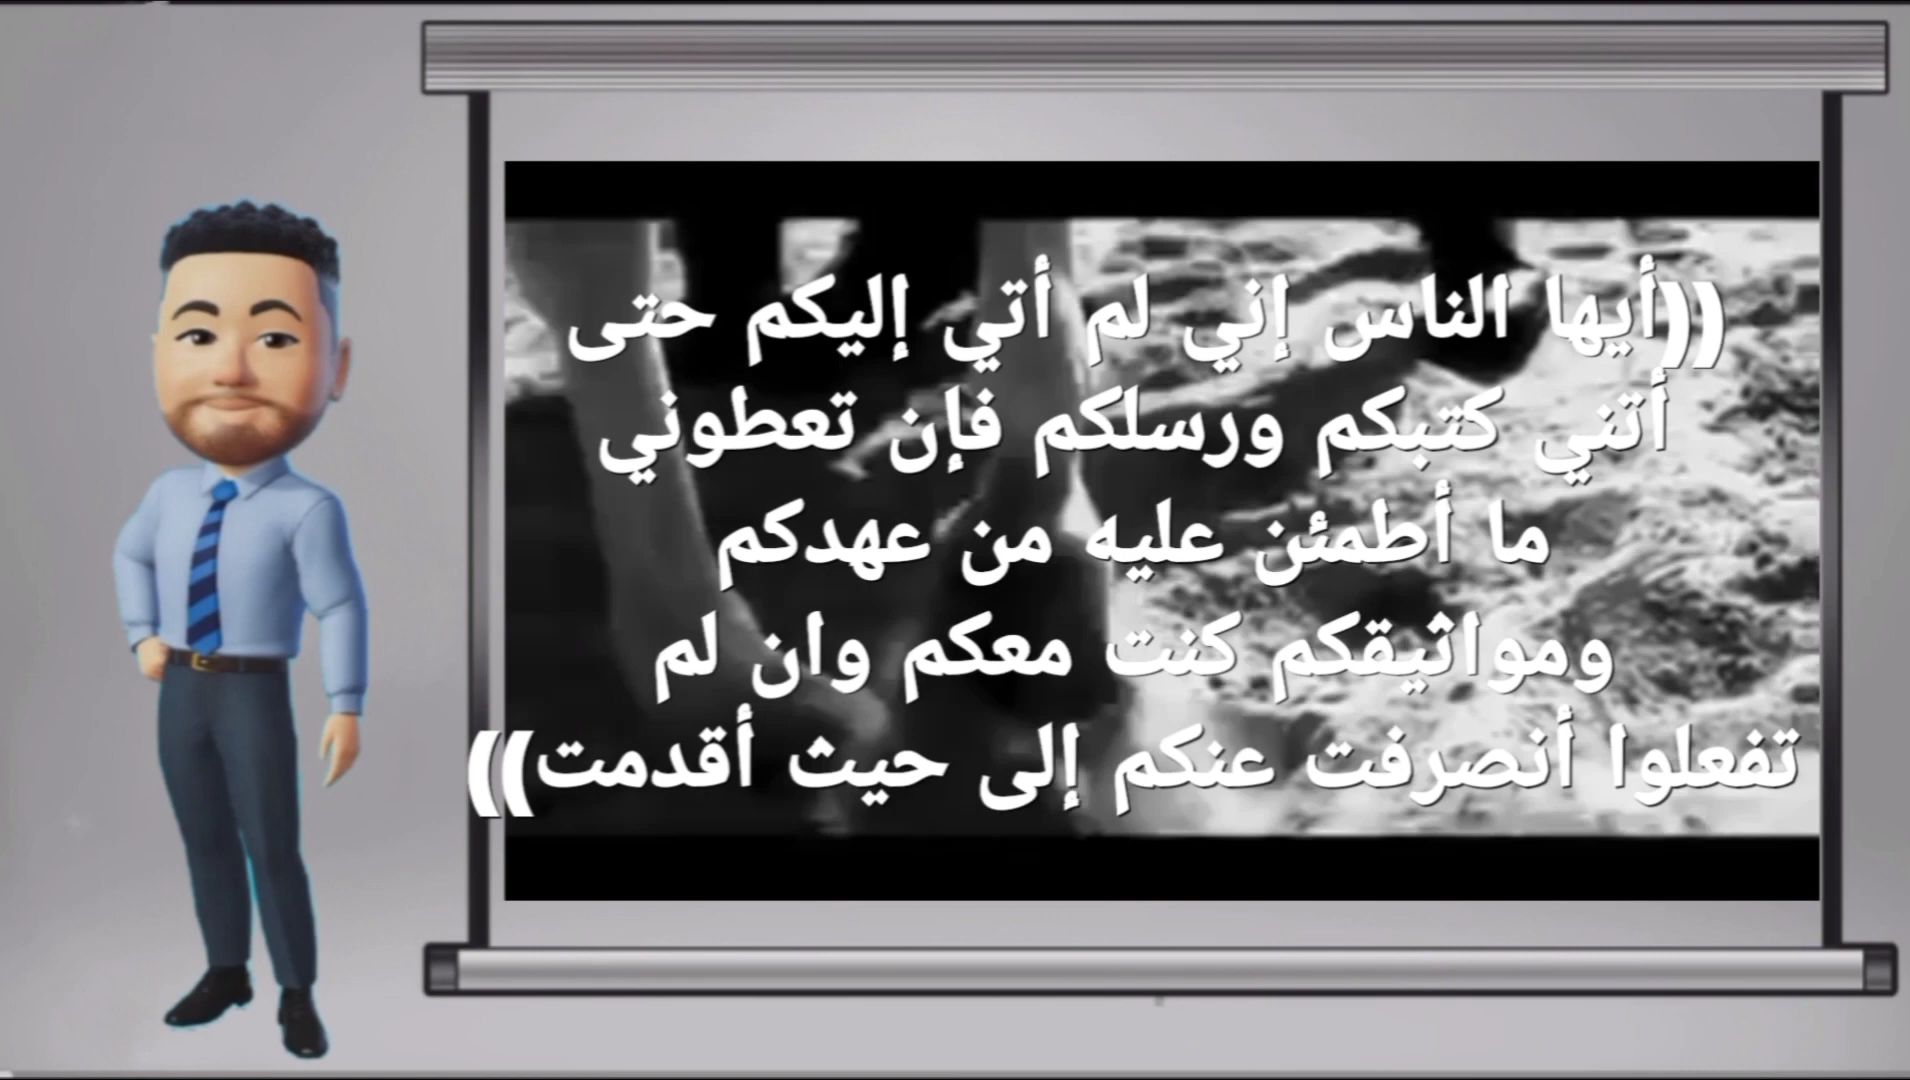 ((أيها الناس إني لم أتي إليكم حتى
أتني كتبكم ورسلكم فإن تعطوني
ما أطمئن عليه من عهدكم
ومواثيقكم كنت معكم وان لم
تفعلوا أنصرفت عنكم إلى حيث أقدمت))